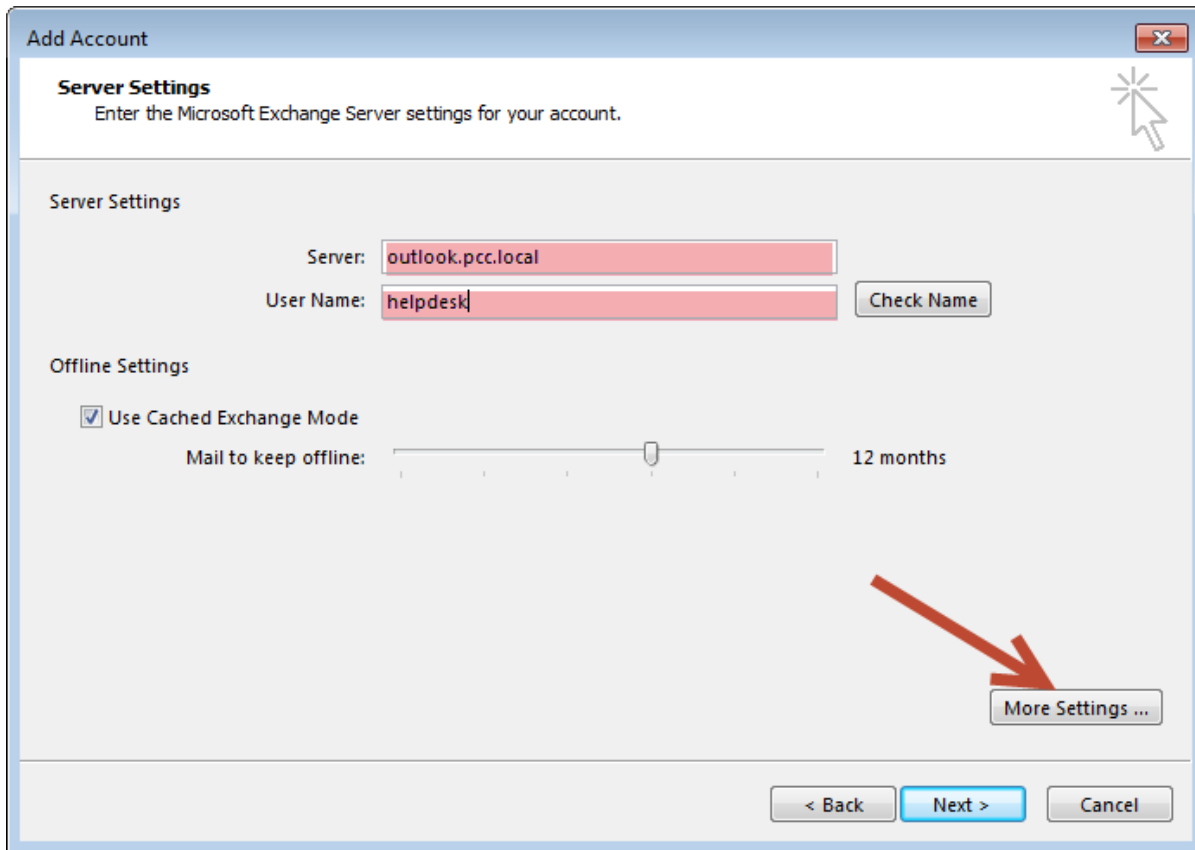 Add Account
Server Settings
Enter the Microsoft Exchange Server settings for your account.
Server Settings
Server: outlook.pcc.local
User Name: helpdesk Check Name
Offline Settings
Use Cached Exchange Mode
Mail to keep offline: 12 months
More Settings ...
< Back Next > Cancel